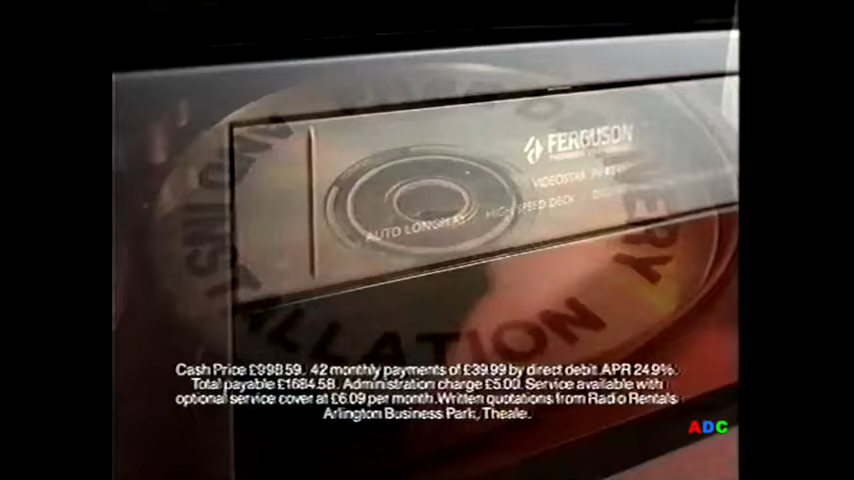 FERGUSON
VIDEOSTAR
AUTO LONGPLAY HIGH SPEED DECK
INSTALLATION
Cash Price £998.59. 42 monthly payments of £39.99 by direct debit. APR 24.9%.
Total payable £1684.58. Administration charge £5.00. Service available with
optional service cover at £6.09 per month. Written quotations from Radio Rentals
Arlington Business Park, Theale.
ADC